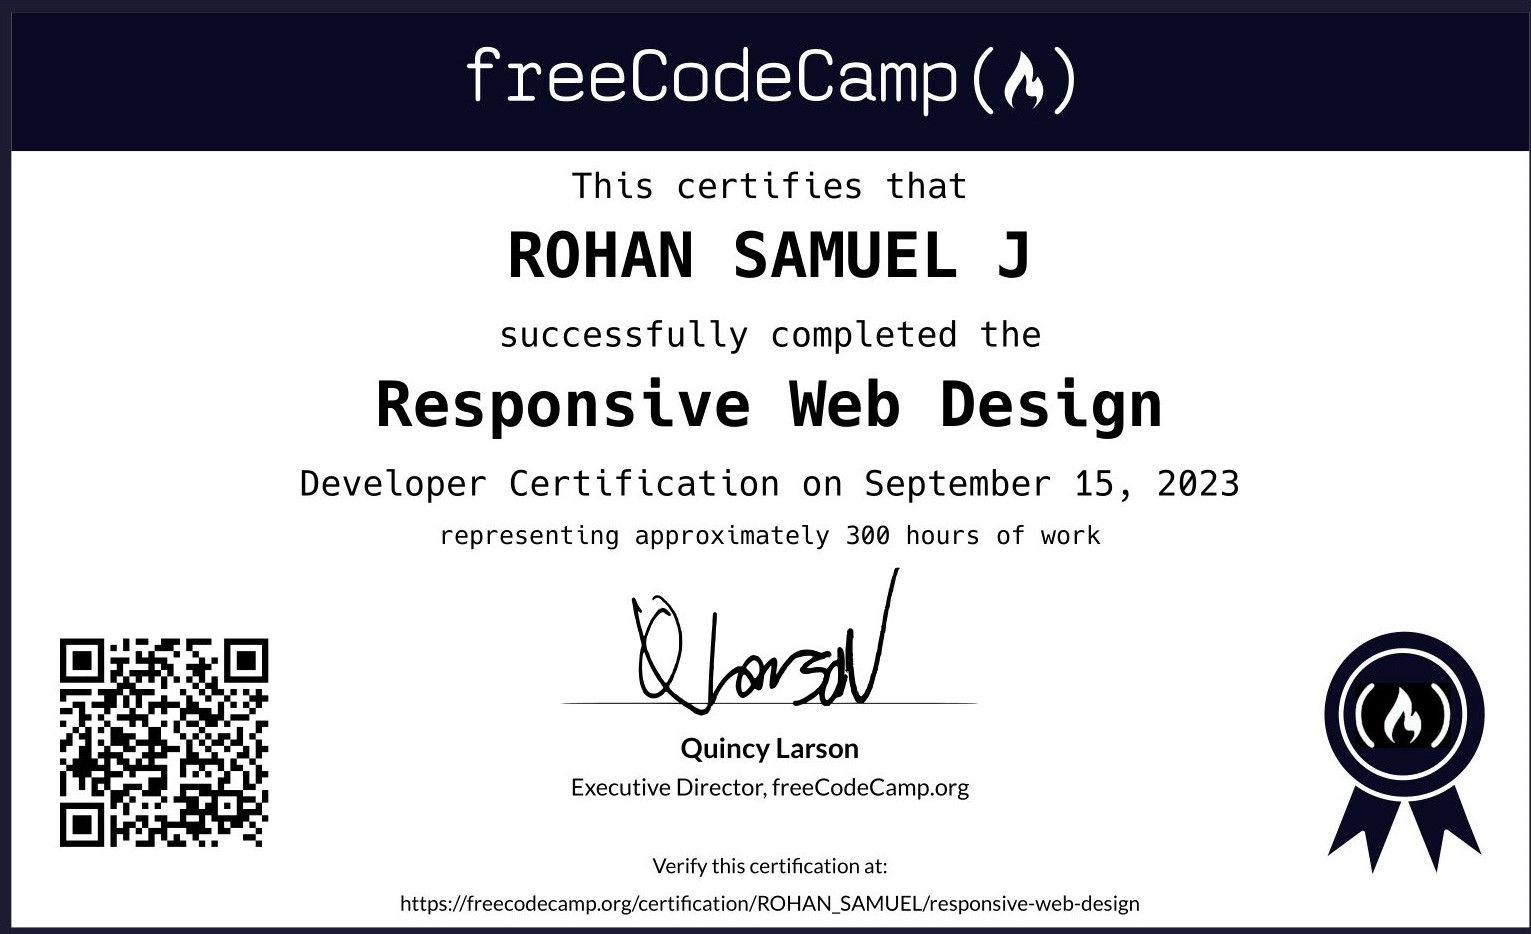 freeCodeCamp
This certifies that
ROHAN SAMUEL J
successfully completed the
Responsive Web Design
Developer Certification on September 15, 2023
representing approximately 300 hours of work
Q Larson
Quincy Larson
Executive Director, freeCodeCamp.org
Verify this certification at:
https://freecodecamp.org/certification/ROHAN_SAMUEL/responsive-web-design